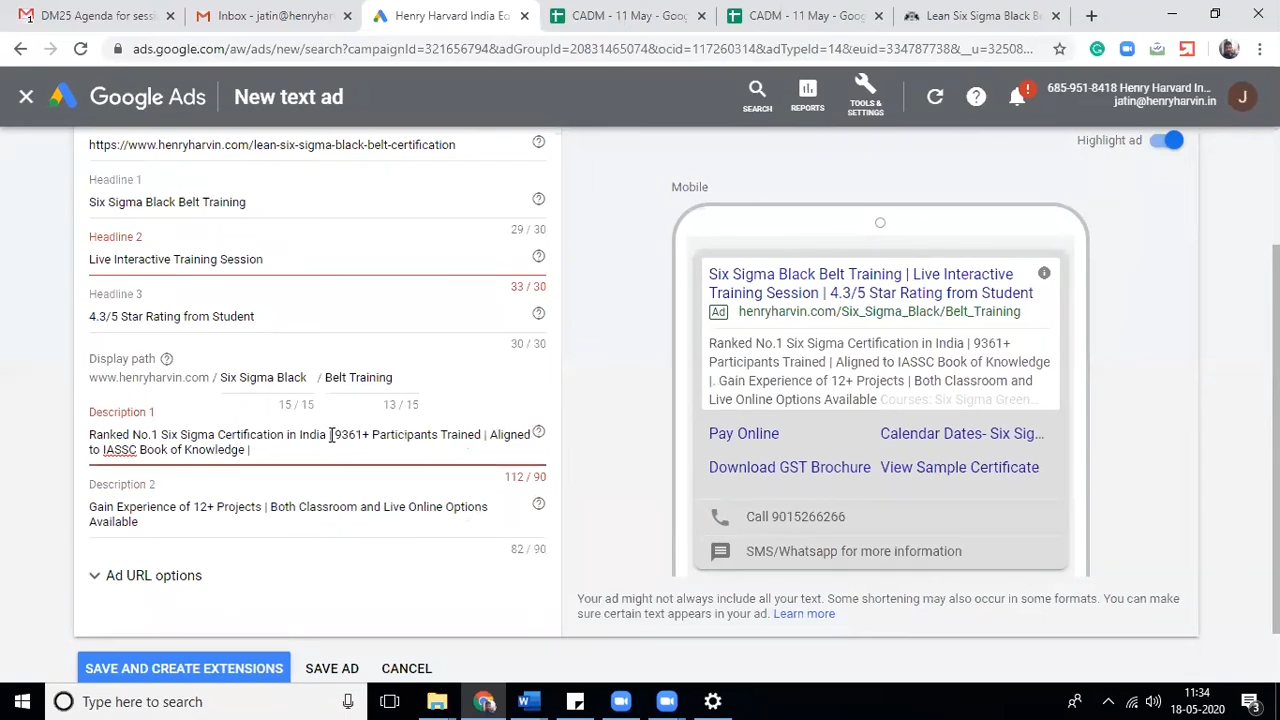 DM25 Agenda for sess
Inbox - jatin@henryhar
Henry Harvard India Ed
CADM - 11 May - Goog
CADM - 11 May - Goog
Lean Six Sigma Black B
ads.google.com/aw/ads/new/search?campaignId=321656794&adGroupId=20831465074&ocid=117260314&adTypeId=14&euid=334787738&__u=32508...
Google Ads
New text ad
SEARCH
REPORTS
TOOLS &
SETTINGS
685-951-8418 Henry Harvard In...
jatin@henryharvin.in
J
https://www.henryharvin.com/lean-six-sigma-black-belt-certification
Headline 1
Six Sigma Black Belt Training
29 / 30
Headline 2
Live Interactive Training Session
33 / 30
Headline 3
4.3/5 Star Rating from Student
30 / 30
Display path
www.henryharvin.com / Six Sigma Black / Belt Training
15 / 15
13 / 15
Description 1
Ranked No.1 Six Sigma Certification in India | 9361+ Participants Trained | Aligned
to IASSC Book of Knowledge |
112 / 90
Description 2
Gain Experience of 12+ Projects | Both Classroom and Live Online Options
Available
82 / 90
Ad URL options
SAVE AND CREATE EXTENSIONS
SAVE AD
CANCEL
Highlight ad
Mobile
Six Sigma Black Belt Training | Live Interactive
Training Session | 4.3/5 Star Rating from Student
Ad henryharvin.com/Six_Sigma_Black/Belt_Training
Ranked No.1 Six Sigma Certification in India | 9361+
Participants Trained | Aligned to IASSC Book of Knowledge
|. Gain Experience of 12+ Projects | Both Classroom and
Live Online Options Available Courses: Six Sigma Green...
Pay Online
Calendar Dates- Six Sig...
Download GST Brochure
View Sample Certificate
Call 9015266266
SMS/Whatsapp for more information
Your ad might not always include all your text. Some shortening may also occur in some formats. You can make
sure certain text appears in your ad. Learn more
Type here to search
11:34
18-05-2020
3